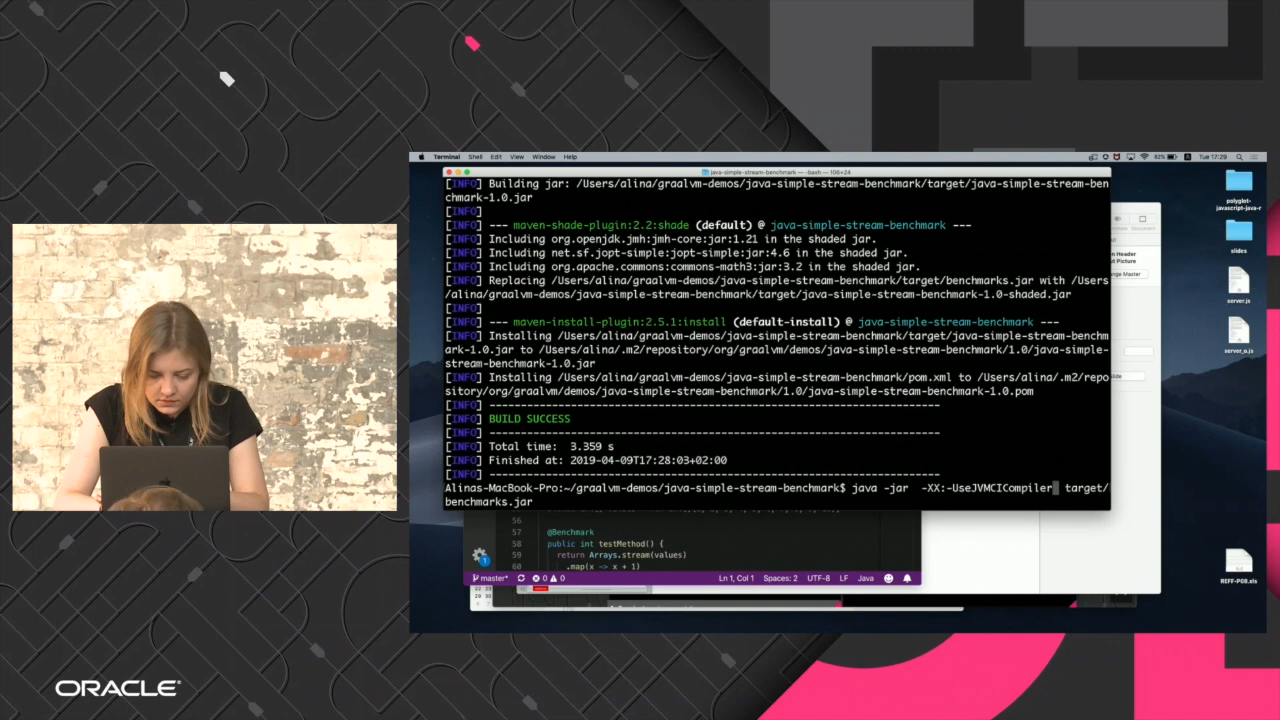 Terminal Shell Edit View Window Help
82%
Tue 17:29
java-simple-stream-benchmark — -bash — 106×24
[INFO] Building jar: /Users/alina/graalvm-demos/java-simple-stream-benchmark/target/java-simple-stream-ben
chmark-1.0.jar
[INFO]
[INFO] --- maven-shade-plugin:2.2:shade (default) @ java-simple-stream-benchmark ---
[INFO] Including org.openjdk.jmh:jmh-core:jar:1.21 in the shaded jar.
[INFO] Including net.sf.jopt-simple:jopt-simple:jar:4.6 in the shaded jar.
[INFO] Including org.apache.commons:commons-math3:jar:3.2 in the shaded jar.
[INFO] Replacing /Users/alina/graalvm-demos/java-simple-stream-benchmark/target/benchmarks.jar with /Users
/alina/graalvm-demos/java-simple-stream-benchmark/target/java-simple-stream-benchmark-1.0-shaded.jar
[INFO]
[INFO] --- maven-install-plugin:2.5.1:install (default-install) @ java-simple-stream-benchmark ---
[INFO] Installing /Users/alina/graalvm-demos/java-simple-stream-benchmark/target/java-simple-stream-benchm
ark-1.0.jar to /Users/alina/.m2/repository/org/graalvm/demos/java-simple-stream-benchmark/1.0/java-simple-
stream-benchmark-1.0.jar
[INFO] Installing /Users/alina/graalvm-demos/java-simple-stream-benchmark/pom.xml to /Users/alina/.m2/repo
sitory/org/graalvm/demos/java-simple-stream-benchmark/1.0/java-simple-stream-benchmark-1.0.pom
[INFO] ------------------------------------------------------------------------
[INFO] BUILD SUCCESS
[INFO] ------------------------------------------------------------------------
[INFO] Total time: 3.359 s
[INFO] Finished at: 2019-04-09T17:28:03+02:00
[INFO] ------------------------------------------------------------------------
Alinas-MacBook-Pro:~/graalvm-demos/java-simple-stream-benchmark$ java -jar  -XX:-UseJVMCICompiler target/
benchmarks.jar
56
57 @Benchmark
58 public int testMethod() {
59 return Arrays.stream(values)
60 .map(x -> x + 1)
1
master* 0 0 Ln 1, Col 1 Spaces: 2 UTF-8 LF Java
polyglot-
javascript-java-r
slides
server.js
server_o.js
REFF-P08.xls
Document
Header
Master
ORACLE